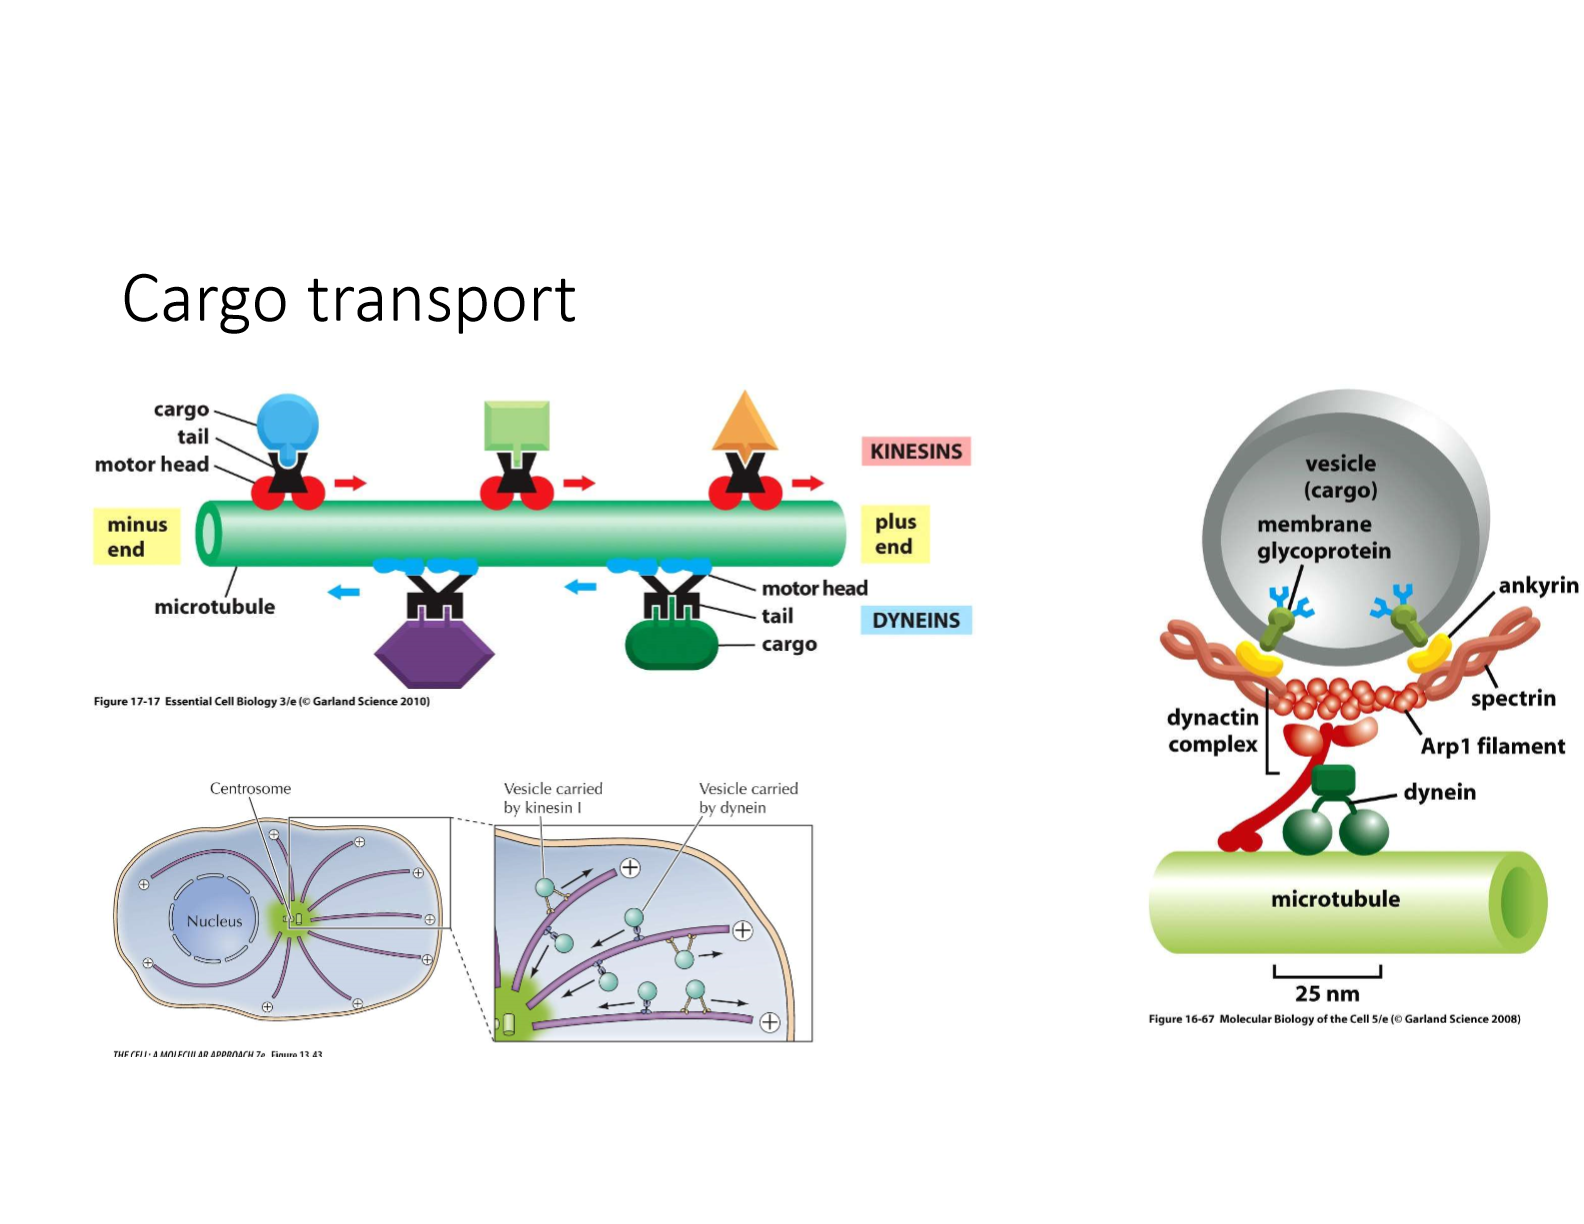 Cargo transport
cargo
tail
motor head
KINESINS
minus
end
plus
end
microtubule
motor head
tail
cargo
DYNEINS
Figure 17-17 Essential Cell Biology 3/e (© Garland Science 2010)
Centrosome
Nucleus
Vesicle carried
by kinesin I
Vesicle carried
by dynein
THE CELL: A MOLECULAR APPROACH 7e, Figure 13.43
vesicle
(cargo)
membrane
glycoprotein
ankyrin
spectrin
dynactin
complex
Arp1 filament
dynein
microtubule
25 nm
Figure 16-67 Molecular Biology of the Cell 5/e (© Garland Science 2008)